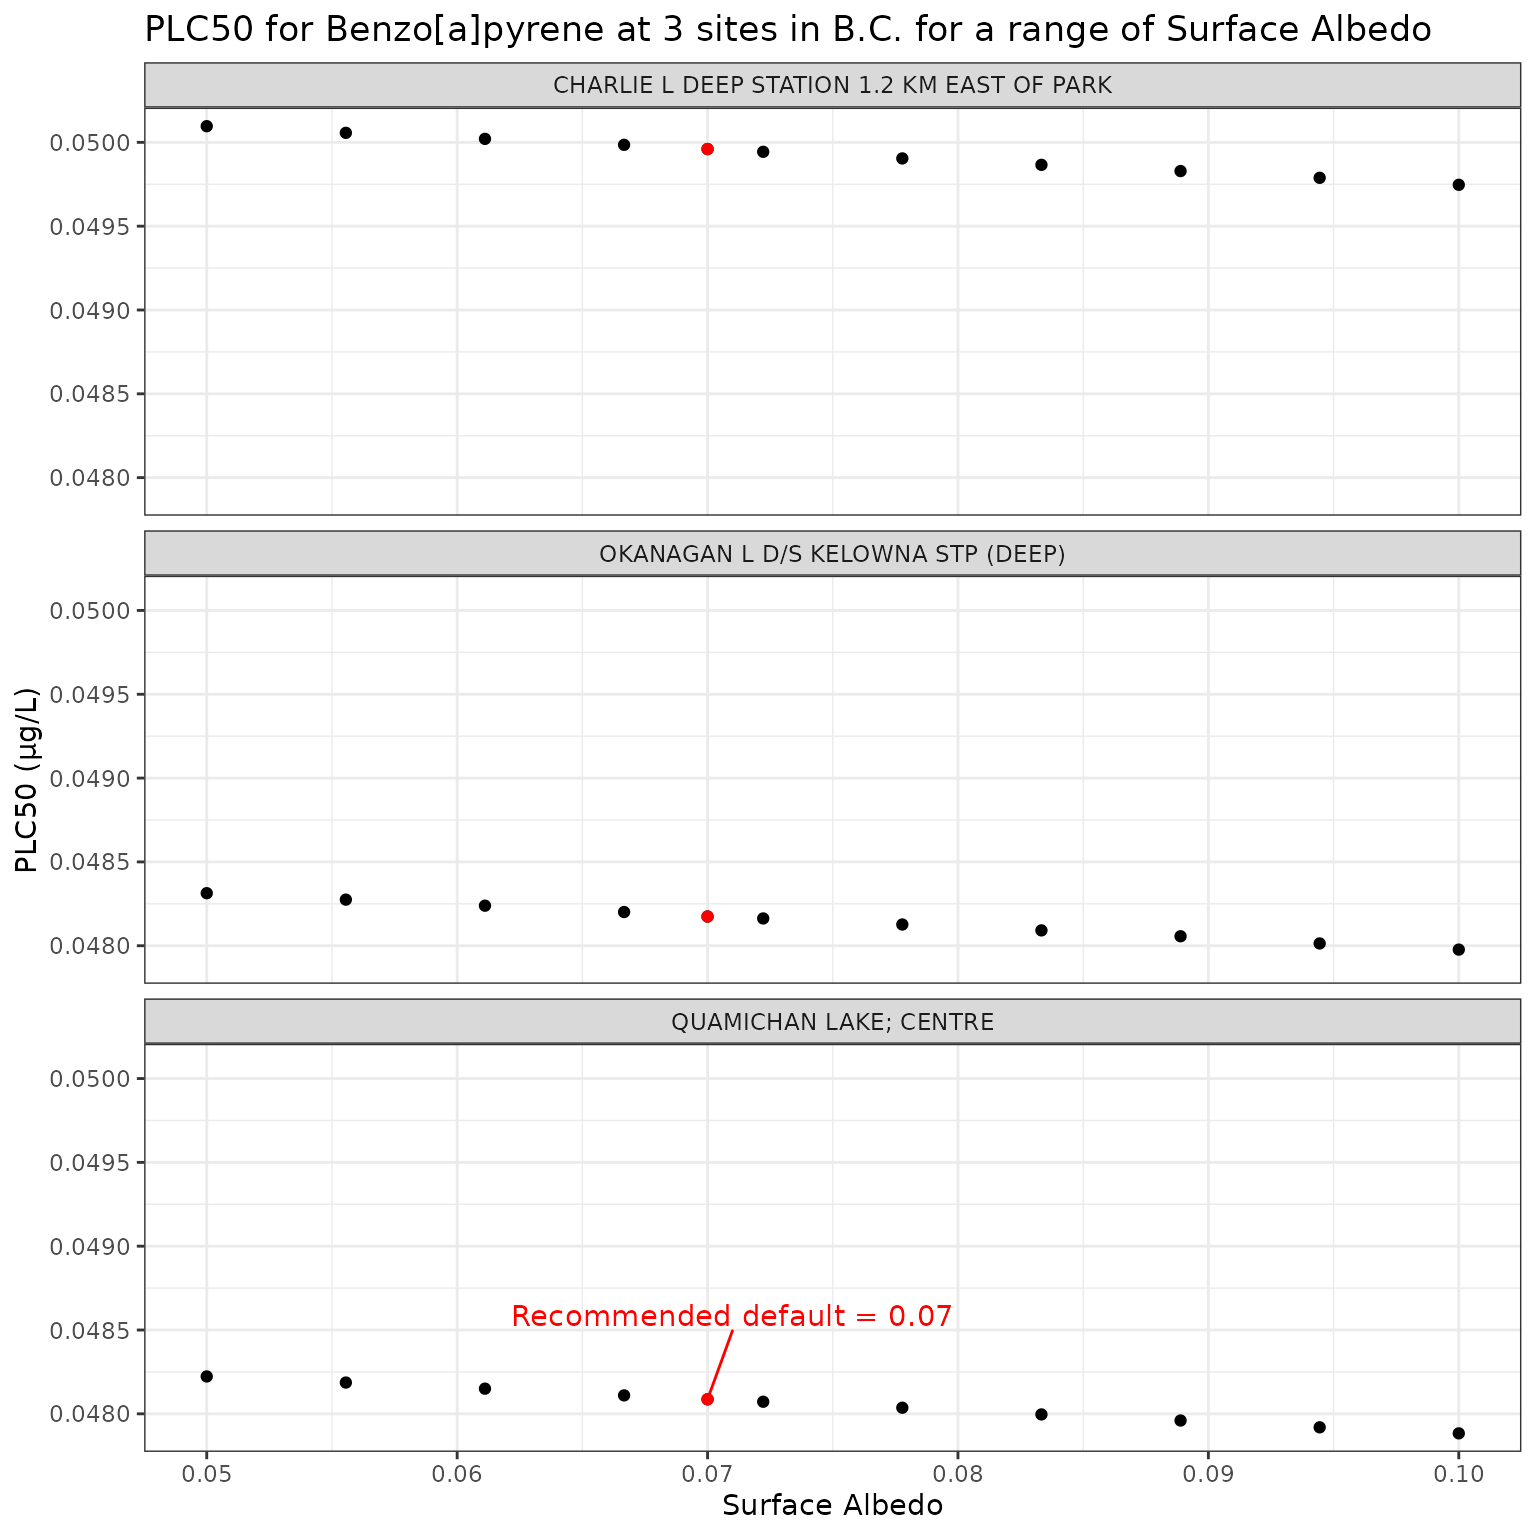 PLC50 for Benzo[a]pyrene at 3 sites in B.C. for a range of Surface Albedo
CHARLIE L DEEP STATION 1.2 KM EAST OF PARK
0.0500
0.0495
0.0490
0.0485
0.0480
OKANAGAN L D/S KELOWNA STP (DEEP)
0.0500
0.0495
0.0490
0.0485
0.0480
PLC50 (µg/L)
QUAMICHAN LAKE; CENTRE
0.0500
0.0495
0.0490
0.0485
0.0480
Recommended default = 0.07
0.05 0.06 0.07 0.08 0.09 0.10
Surface Albedo